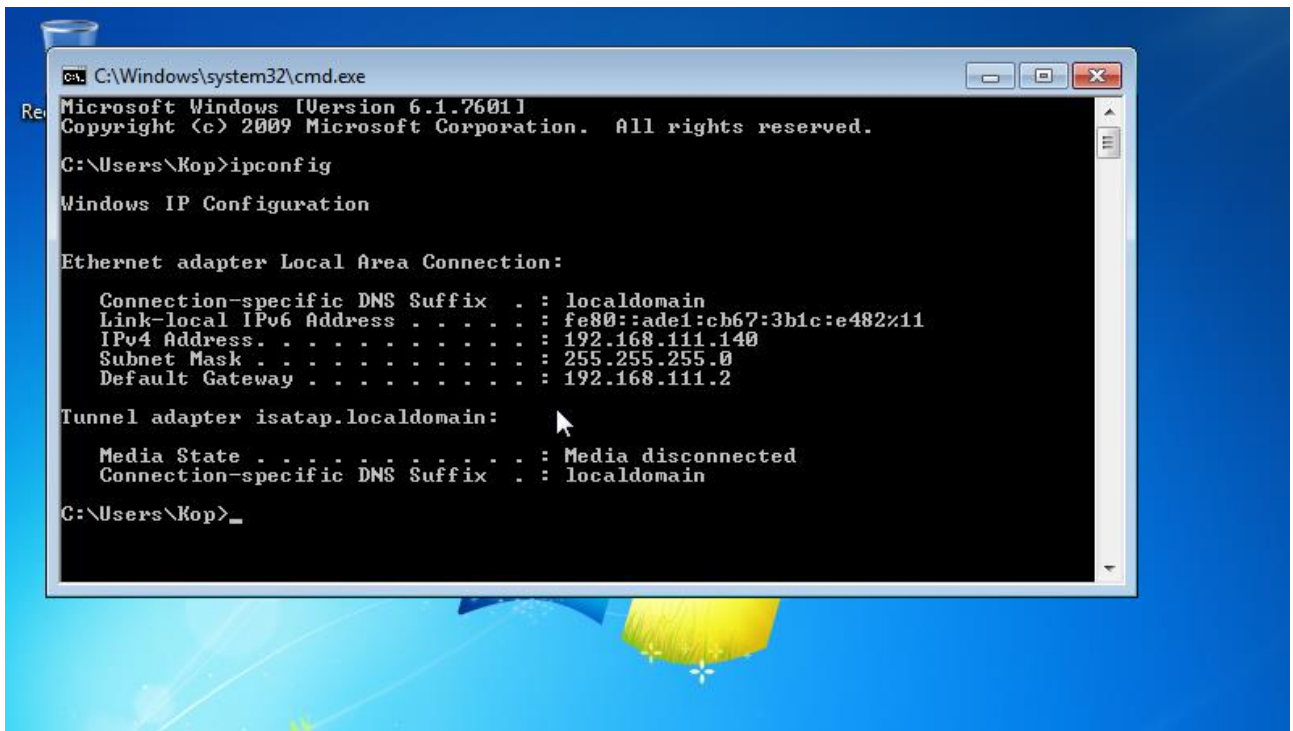 C:\Windows\system32\cmd.exe
Re
Microsoft Windows [Version 6.1.7601]
Copyright (c) 2009 Microsoft Corporation.  All rights reserved.
C:\Users\Kop>ipconfig
Windows IP Configuration
Ethernet adapter Local Area Connection:
Connection-specific DNS Suffix  . : localdomain
Link-local IPv6 Address . . . . . : fe80::ade1:cb67:3b1c:e482%11
IPv4 Address. . . . . . . . . . . : 192.168.111.140
Subnet Mask . . . . . . . . . . . : 255.255.255.0
Default Gateway . . . . . . . . . : 192.168.111.2
Tunnel adapter isatap.localdomain:
Media State . . . . . . . . . . . : Media disconnected
Connection-specific DNS Suffix  . : localdomain
C:\Users\Kop>_